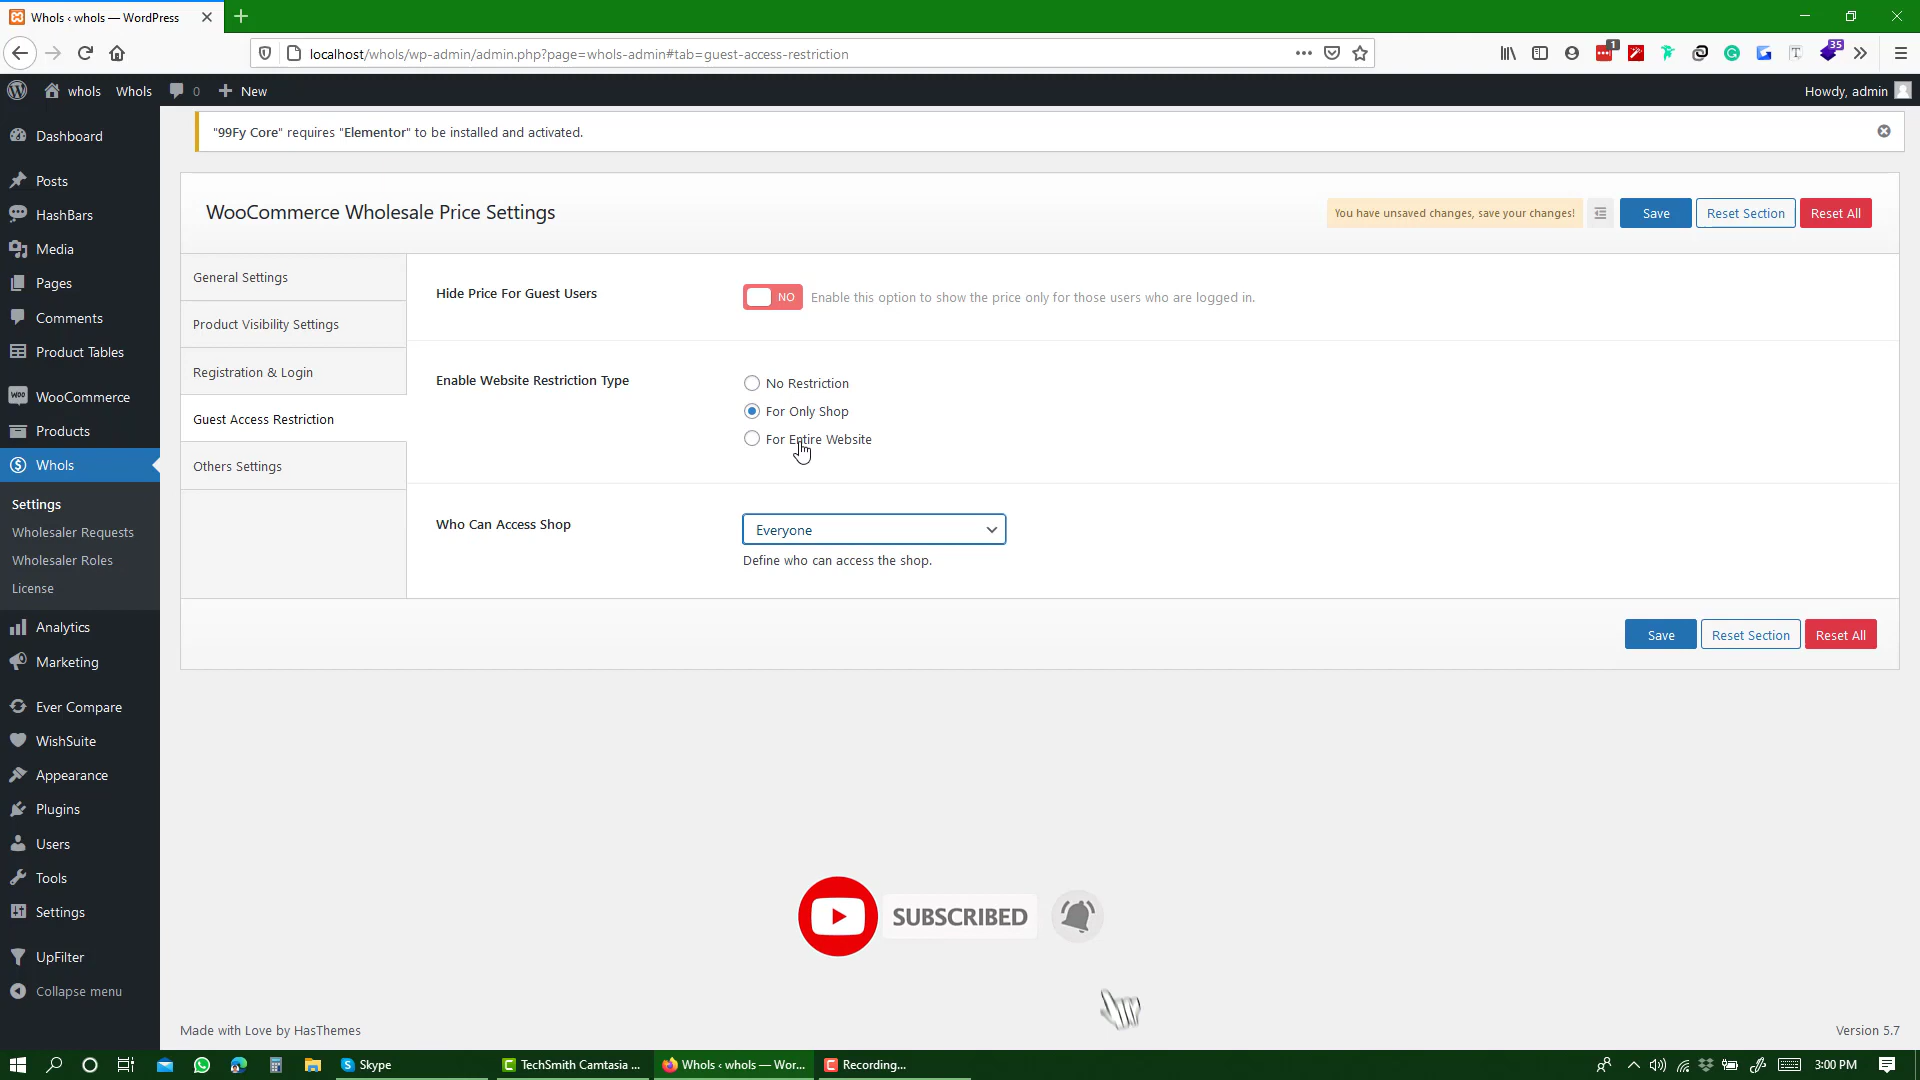 Whols ‹ whols — WordPress
localhost/whols/wp-admin/admin.php?page=whols-admin#tab=guest-access-restriction
1
35
whols
Whols
0
New
Howdy, admin
Dashboard
Posts
HashBars
Media
Pages
Comments
Product Tables
WooCommerce
Products
Whols
Settings
Wholesaler Requests
Wholesaler Roles
License
Analytics
Marketing
Ever Compare
WishSuite
Appearance
Plugins
Users
Tools
Settings
UpFilter
Collapse menu
"99Fy Core" requires "Elementor" to be installed and activated.
WooCommerce Wholesale Price Settings
You have unsaved changes, save your changes!
Save
Reset Section
Reset All
General Settings
Product Visibility Settings
Registration & Login
Guest Access Restriction
Others Settings
Hide Price For Guest Users
NO
Enable this option to show the price only for those users who are logged in.
Enable Website Restriction Type
No Restriction
For Only Shop
For Entire Website
Who Can Access Shop
Everyone
Define who can access the shop.
Save
Reset Section
Reset All
SUBSCRIBED
Made with Love by HasThemes
Version 5.7
Skype
TechSmith Camtasia ...
Whols ‹ whols — Wor...
Recording...
3:00 PM